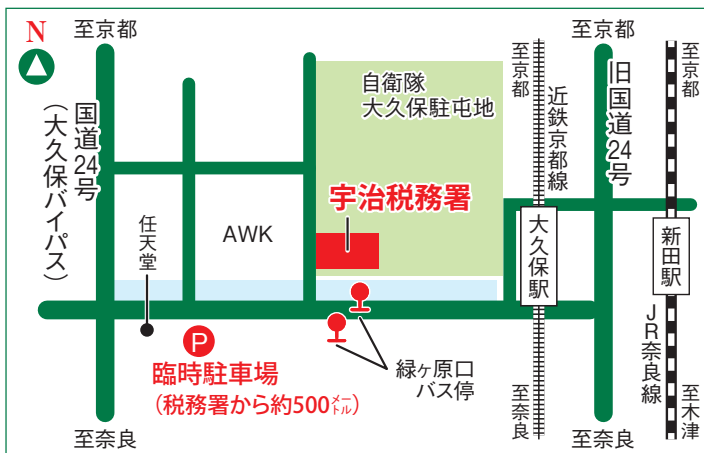 N
至京都
国道24号
(大久保バイパス)
自衛隊
大久保駐屯地
至京都
近鉄京都線
至京都
旧国道24号
至京都
宇治税務署
AWK
任天堂
大久保駅
新田駅
P
臨時駐車場
(税務署から約500メートル)
緑ヶ原口
バス停
JR奈良線
至奈良
至奈良
至奈良
至木津